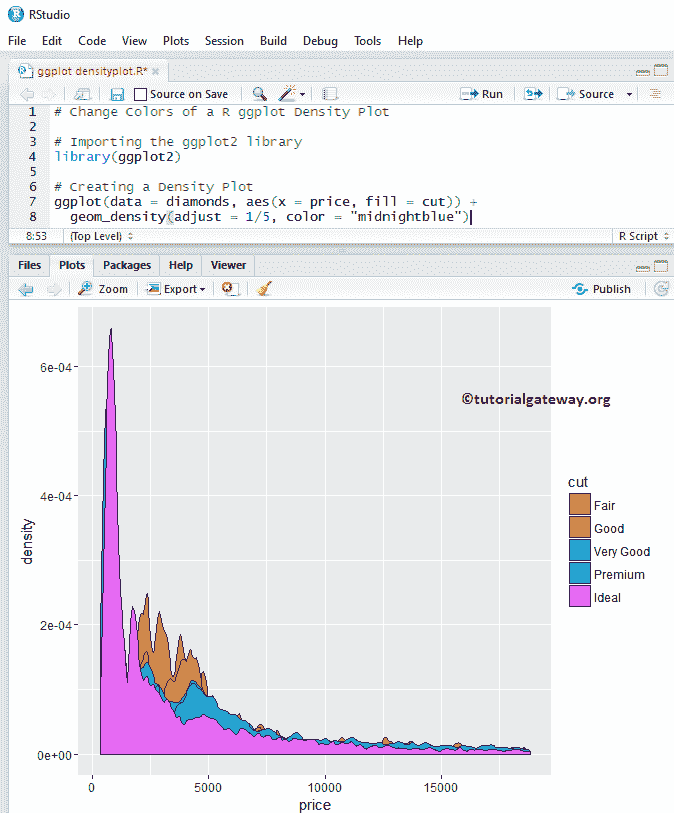 RStudio
File Edit Code View Plots Session Build Debug Tools Help
ggplot densityplot.R*
Source on Save Run Source
1 # Change Colors of a R ggplot Density Plot
2
3 # Importing the ggplot2 library
4 library(ggplot2)
5
6 # Creating a Density Plot
7 ggplot(data = diamonds, aes(x = price, fill = cut)) +
8 geom_density(adjust = 1/5, color = "midnightblue")
8:53 (Top Level) R Script
Files Plots Packages Help Viewer
Zoom Export Publish
6e-04
©tutorialgateway.org
cut
4e-04
Fair
Good
density
Very Good
Premium
Ideal
2e-04
0e+00
0 5000 10000 15000
price